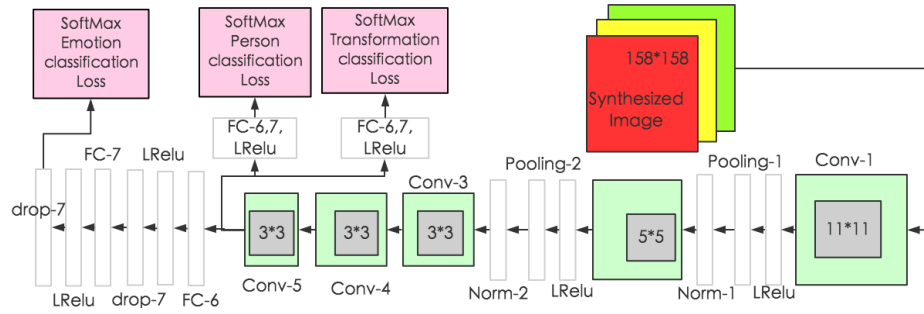 SoftMax
Emotion
classification
Loss
SoftMax
Person
classification
Loss
SoftMax
Transformation
classification
Loss
158*158
Synthesized
Image
FC-6,7,
LRelu
FC-6,7,
LRelu
FC-7
LRelu
Conv-3
Pooling-2
Pooling-1
Conv-1
drop-7
3*3
3*3
3*3
5*5
11*11
LRelu
drop-7
FC-6
Conv-5
Conv-4
Norm-2
LRelu
Norm-1
LRelu